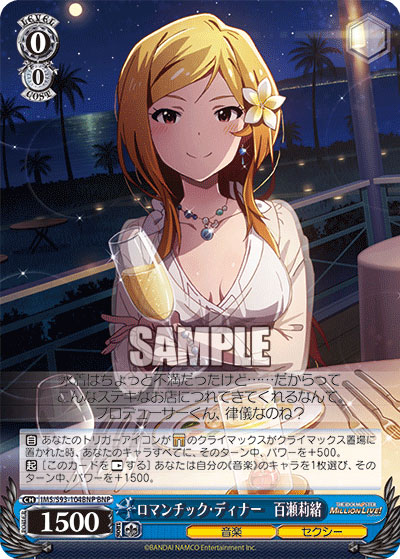 LEVEL
0
0
COST
SAMPLE
水着はちょっと不満だったけど……だからって
こんなステキなお店につれてきてくれるなんて。
プロデューサーくん、律儀なのね？
自 あなたのトリガーアイコンが のクライマックスがクライマックス置場に
置かれた時、あなたのキャラすべてに、そのターン中、パワーを＋1000。
起 ［このカードを する］ あなたは自分の《音楽》のキャラを1枚選び、そのター
ン中、パワーを＋1500。
CH IMS/S93-104BNP BNP
1500
ロマンチック・ディナー 百瀬莉緒
THE IDOLM@STER
MILLION LIVE!
音楽
セクシー
©BANDAI NAMCO Entertainment Inc.